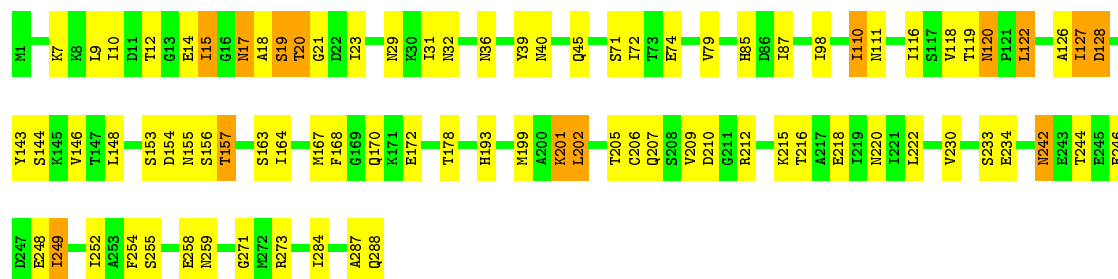 M1 K7 K8 L9 I10 D11 T12 G13 E14 I15 G16 N17 A18 S19 T20 G21 D22 I23 N29 K30 I31 N32 N36 Y39 N40 Q45 S71 I72 T73 E74 V79 H85 D86 I87 I98 I110 N111 I116 S117 V118 T119 N120 P121 L122 A126 I127 D128
Y143 S144 K145 V146 T147 L148 S153 D154 N155 S156 T157 S163 I164 M167 F168 G169 Q170 K171 E172 T178 H193 M199 A200 K201 L202 T205 C206 Q207 S208 V209 D210 G211 R212 K215 T216 A217 E218 I219 N220 I221 L222 V230 S233 E234 N242 E243 T244 E245 E246
D247 E248 I249 I252 A253 F254 S255 E258 N259 G271 M272 R273 I284 A287 Q288